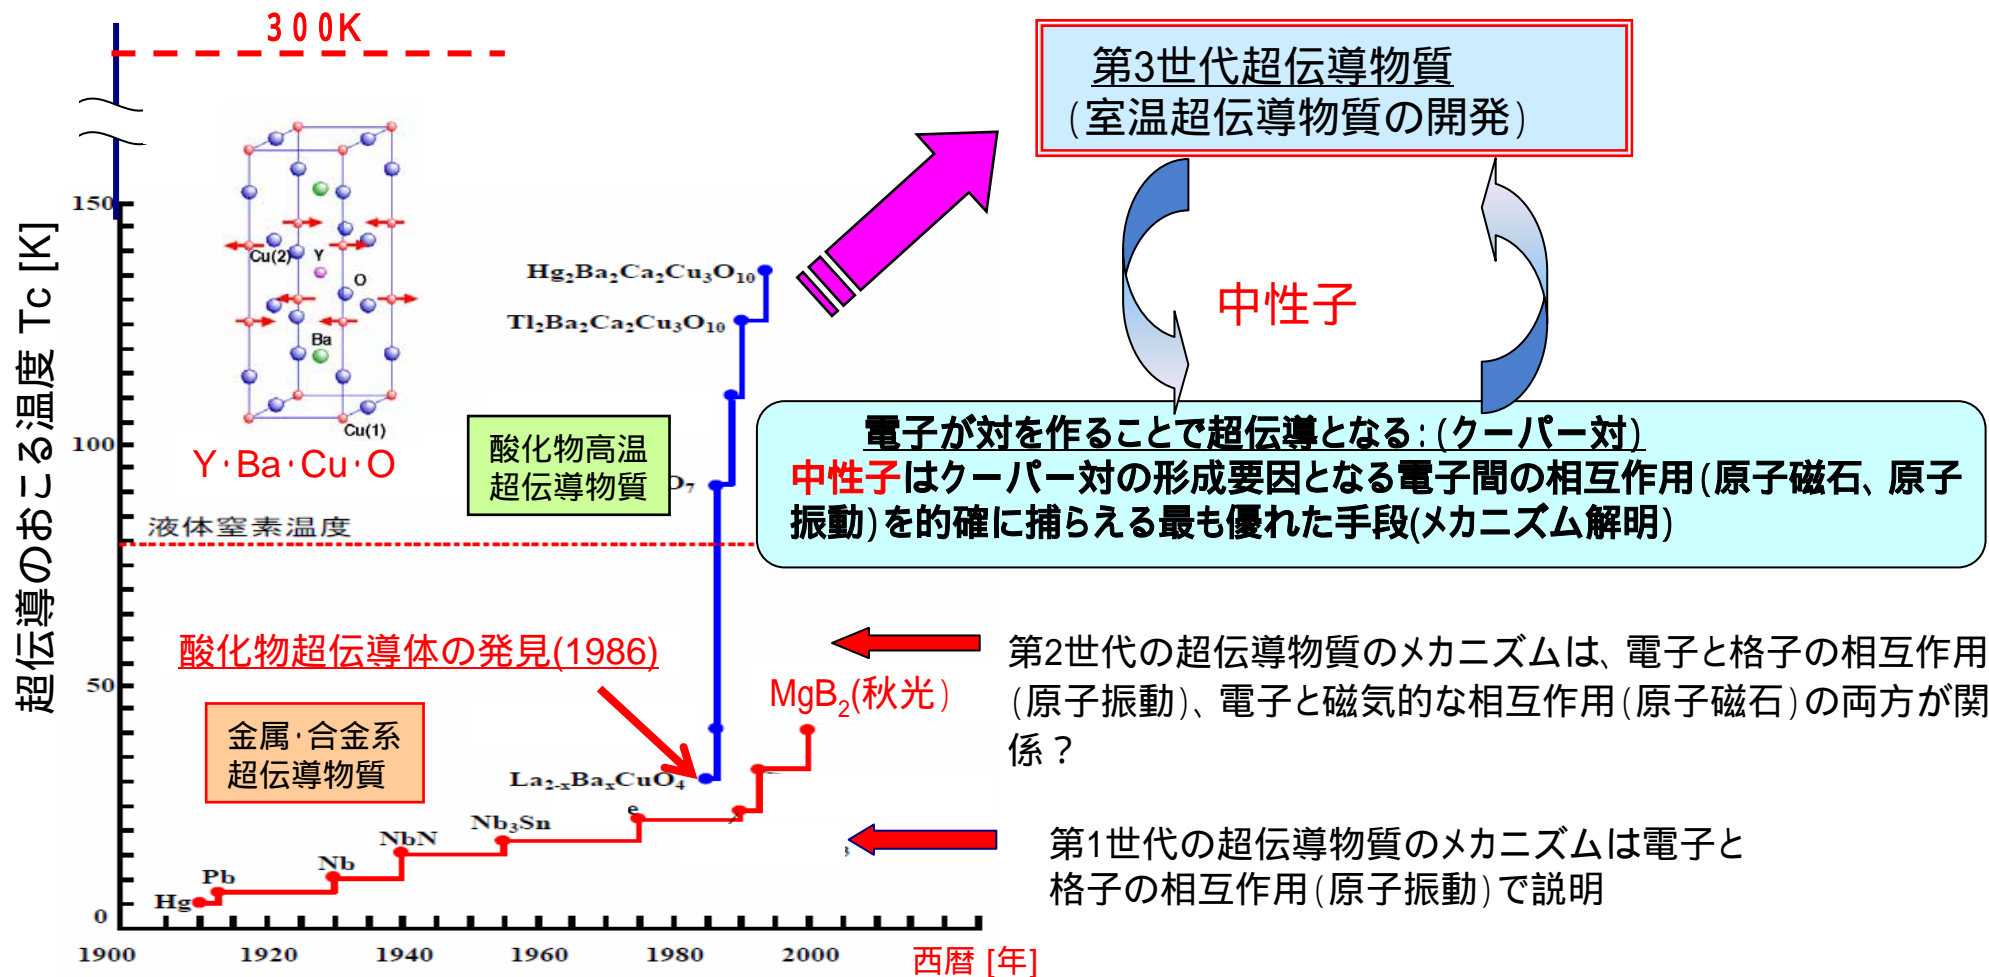 300K
第3世代超伝導物質
(室温超伝導物質の開発)
超伝導のおこる温度 Tc [K]
150
100
50
0
Cu(2)
Y
O
Ba
Cu(1)
Y・Ba・Cu・O
Hg₂Ba₂Ca₂Cu₃O₁₀
Tl₂Ba₂Ca₂Cu₃O₁₀
中性子
酸化物高温
超伝導物質
O₇
電子が対を作ることで超伝導となる：(クーパー対)
中性子はクーパー対の形成要因となる電子間の相互作用(原子磁石、原子
振動)を的確に捕らえる最も優れた手段(メカニズム解明)
液体窒素温度
酸化物超伝導体の発見(1986)
MgB₂(秋光)
第2世代の超伝導物質のメカニズムは、電子と格子の相互作用
(原子振動)、電子と磁気的な相互作用(原子磁石)の両方が関
係？
金属・合金系
超伝導物質
La₂₋ₓBaₓCuO₄
e
Nb₃Sn
NbN
Nb
Pb
Hg
3
第1世代の超伝導物質のメカニズムは電子と
格子の相互作用(原子振動)で説明
1900
1920
1940
1960
1980
2000
西暦 [年]